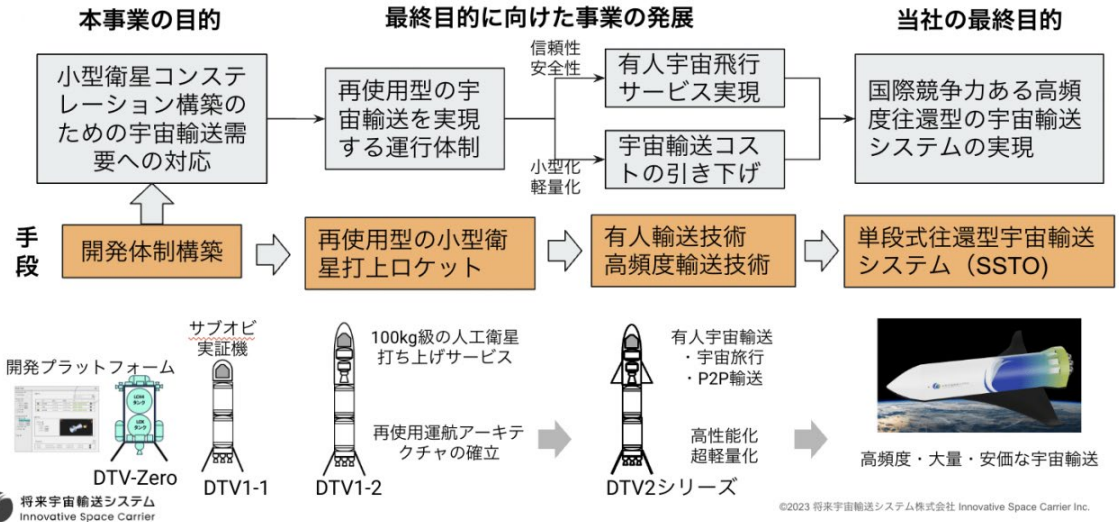 本事業の目的
最終目的に向けた事業の発展
当社の最終目的
小型衛星コンステ
レーション構築の
ための宇宙輸送需
要への対応
再使用型の宇
宙輸送を実現
する運行体制
信頼性
安全性
有人宇宙飛行
サービス実現
小型化
軽量化
宇宙輸送コス
トの引き下げ
国際競争力ある高頻
度往還型の宇宙輸送
システムの実現
手
段
開発体制構築
再使用型の小型衛
星打上ロケット
有人輸送技術
高頻度輸送技術
単段式往還型宇宙輸送
システム（SSTO)
開発プラットフォーム
サブオビ
実証機
タンク
タンク
DTV-Zero
DTV1-1
100kg級の人工衛星
打ち上げサービス
再使用運航アーキテ
クチャの確立
DTV1-2
有人宇宙輸送
・宇宙旅行
・P2P輸送
高性能化
超軽量化
DTV2シリーズ
高頻度・大量・安価な宇宙輸送
将来宇宙輸送システム
Innovative Space Carrier
©2023 将来宇宙輸送システム株式会社 Innovative Space Carrier Inc.